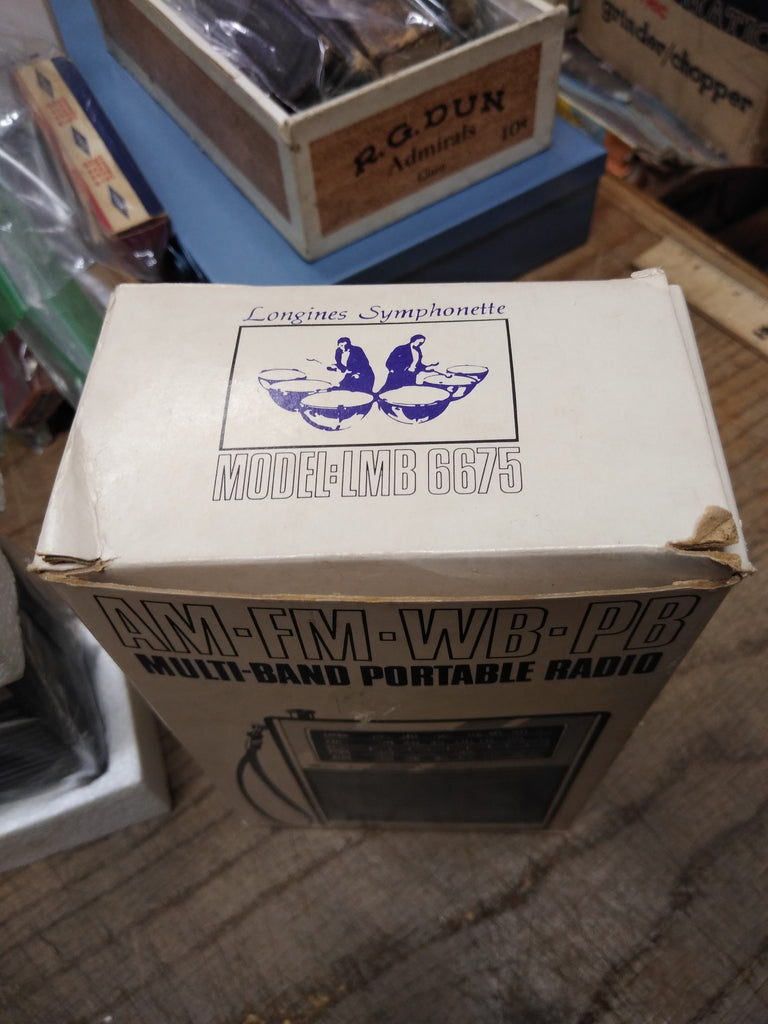 grinder/chopper
R.G. DUN
Admirals
10¢
Longines Symphonette
MODEL:LMB 6675
AM·FM·WB·PB
MULTI-BAND PORTABLE RADIO